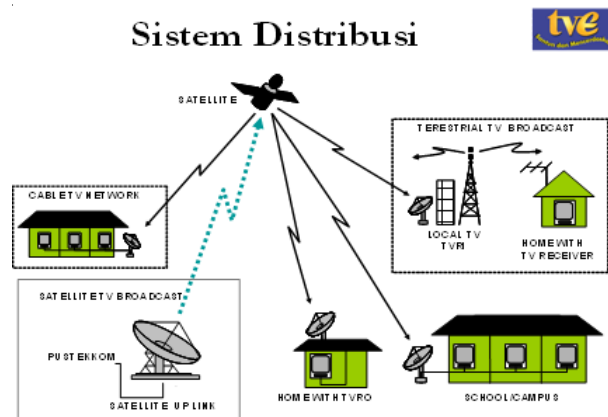 Sistem Distribusi
tve
SATELLITE
TERESTRIAL TV BROADCAST
CABLE TV NETWORK
LOCAL TV
TVRI
HOME WITH
TV RECEIVER
SATELLITE TV BROADCAST
PUSTEKKOM
SATELLITE UPLINK
HOME WITH TVRO
SCHOOL/CAMPUS